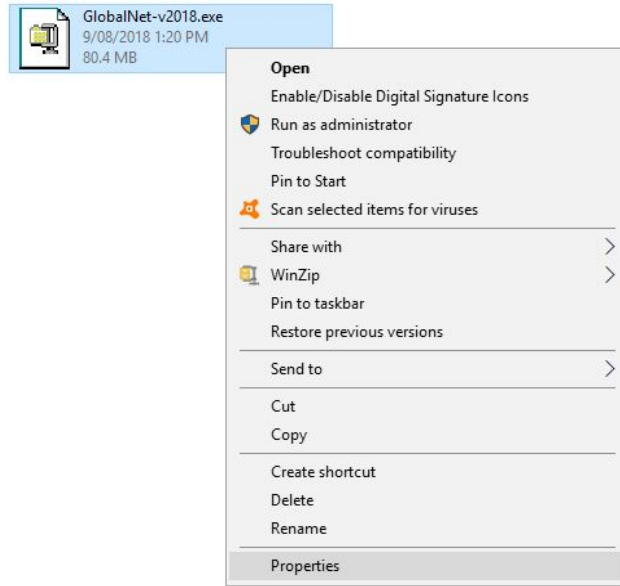 GlobalNet-v2018.exe
9/08/2018 1:20 PM
80.4 MB
Open
Enable/Disable Digital Signature Icons
Run as administrator
Troubleshoot compatibility
Pin to Start
Scan selected items for viruses
Share with
WinZip
Pin to taskbar
Restore previous versions
Send to
Cut
Copy
Create shortcut
Delete
Rename
Properties